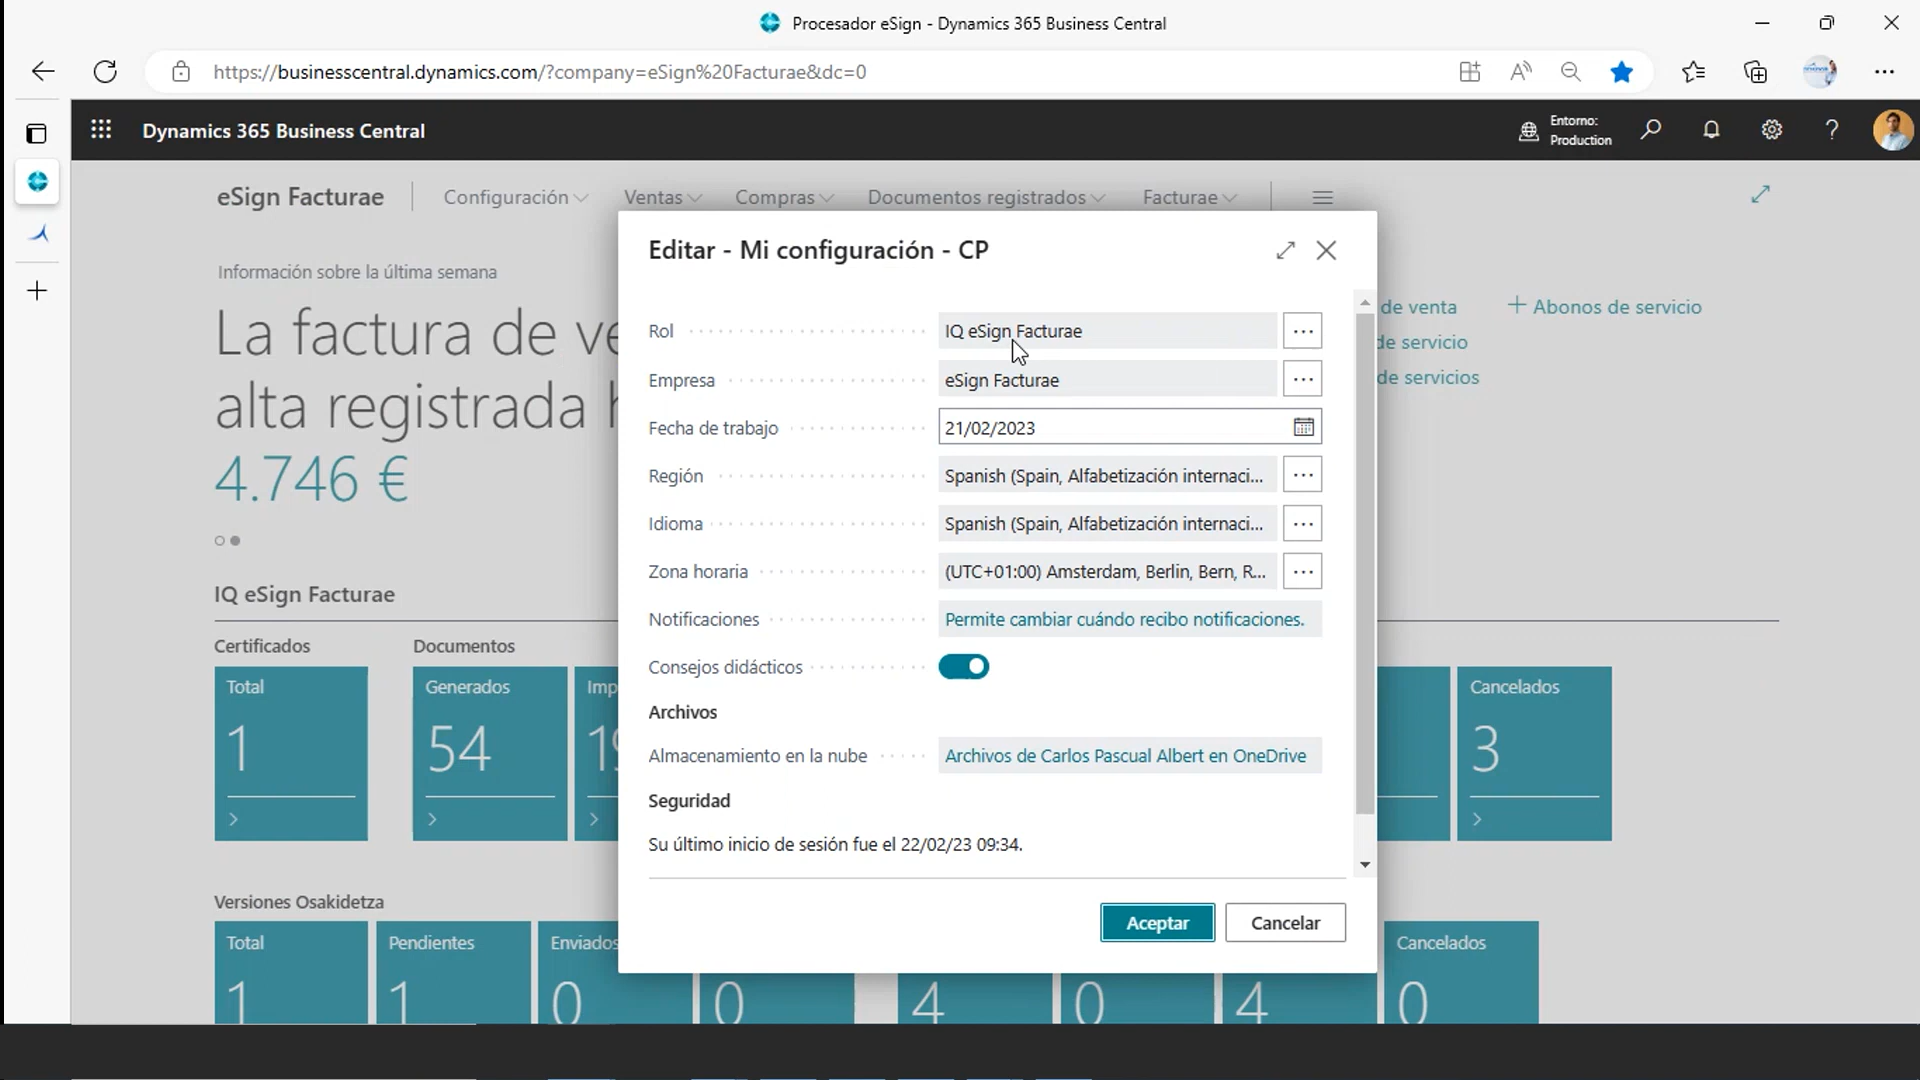 Procesador eSign - Dynamics 365 Business Central
https://businesscentral.dynamics.com/?company=eSign%20Facturae&dc=0
Dynamics 365 Business Central
Entorno:
Production
eSign Facturae
Configuración
Ventas
Compras
Documentos registrados
Facturae
Editar - Mi configuración - CP
Información sobre la última semana
La factura de
alta registrada
4.746 €
de venta
+ Abonos de servicio
de servicio
de servicios
Rol
IQ eSign Facturae
Empresa
eSign Facturae
Fecha de trabajo
21/02/2023
Región
Spanish (Spain, Alfabetización internaci...
Idioma
Spanish (Spain, Alfabetización internaci...
Zona horaria
(UTC+01:00) Amsterdam, Berlin, Bern, R...
Notificaciones
Permite cambiar cuándo recibo notificaciones.
Consejos didácticos
Archivos
Almacenamiento en la nube
Archivos de Carlos Pascual Albert en OneDrive
Seguridad
Su último inicio de sesión fue el 22/02/23 09:34.
Aceptar
Cancelar
IQ eSign Facturae
Certificados
Documentos
Total
1
Generados
54
Cancelados
3
Versiones Osakidetza
Total
1
Pendientes
1
Enviados
0
0
4
0
4
Cancelados
0